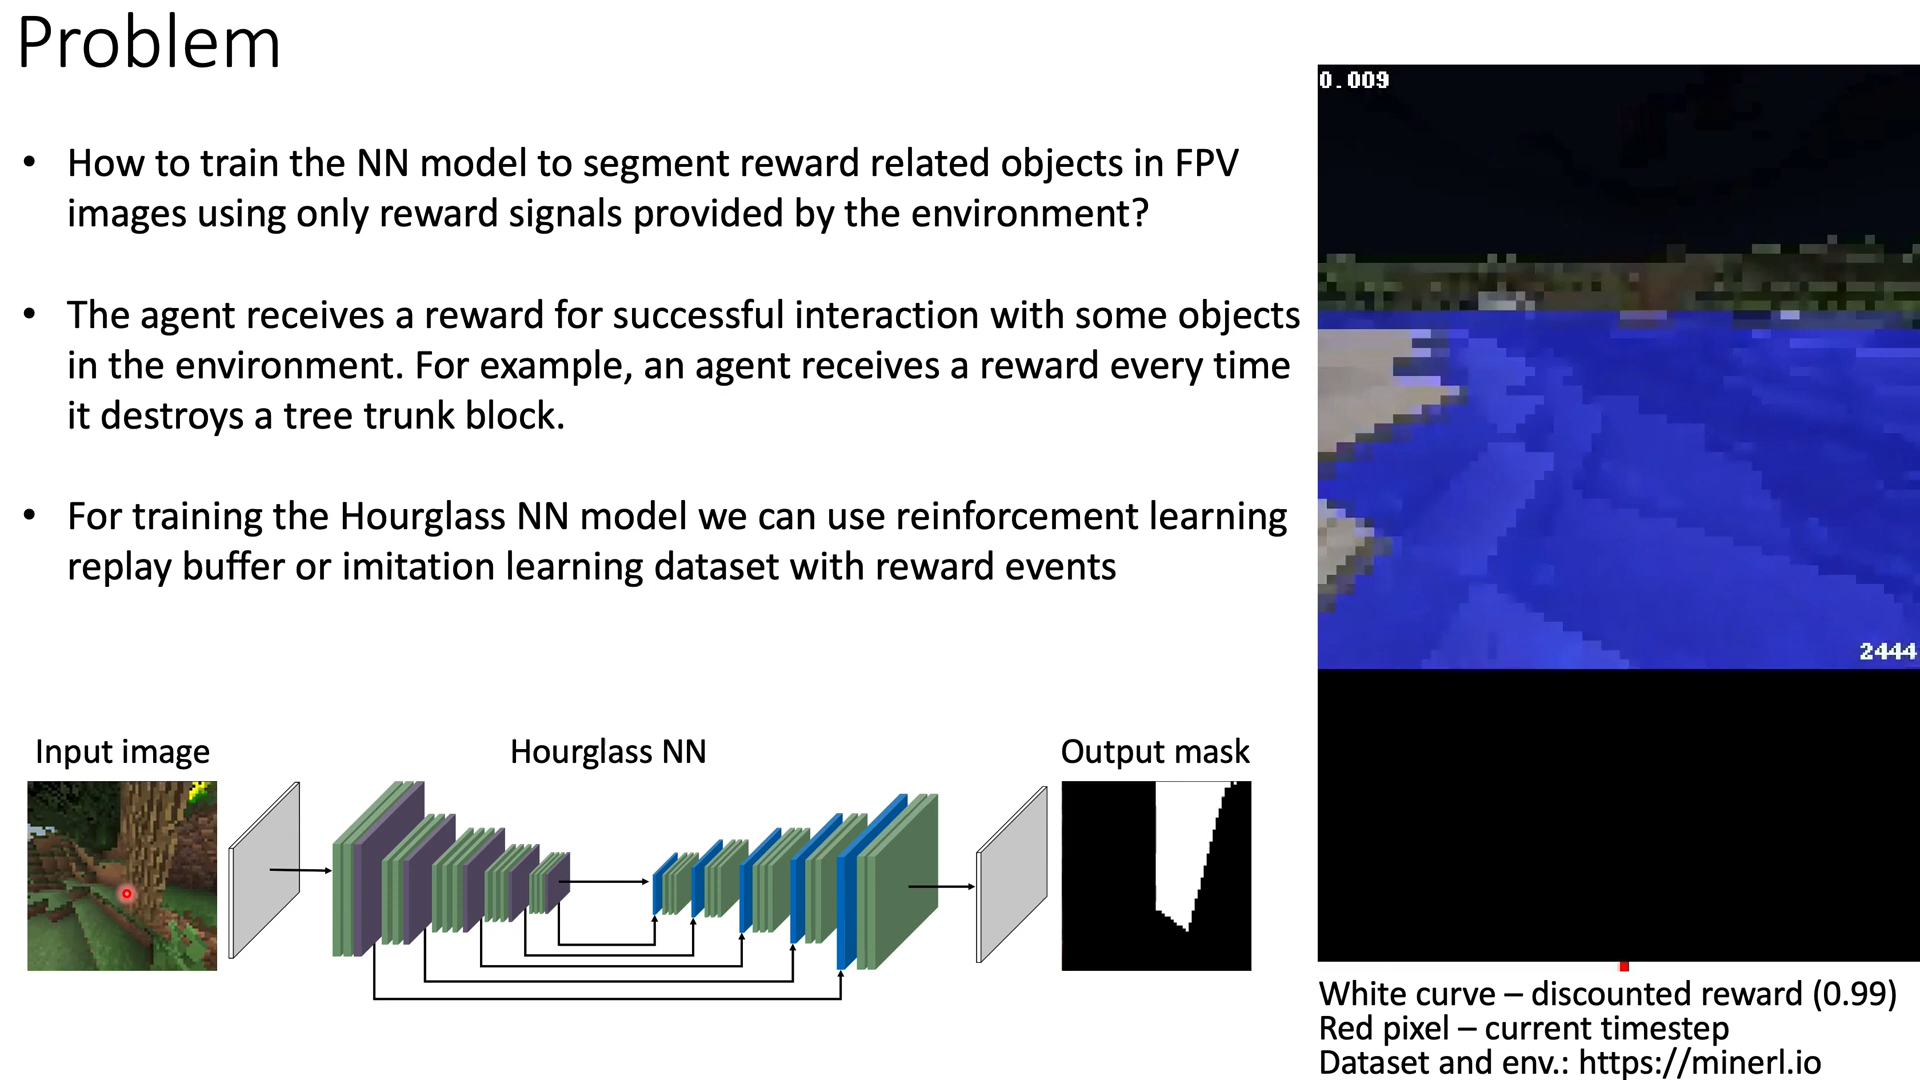 Problem
• How to train the NN model to segment reward related objects in FPV
images using only reward signals provided by the environment?
• The agent receives a reward for successful interaction with some objects
in the environment. For example, an agent receives a reward every time
it destroys a tree trunk block.
• For training the Hourglass NN model we can use reinforcement learning
replay buffer or imitation learning dataset with reward events
Input image
Hourglass NN
Output mask
0.009
2444
White curve – discounted reward (0.99)
Red pixel – current timestep
Dataset and env.: https://minerl.io